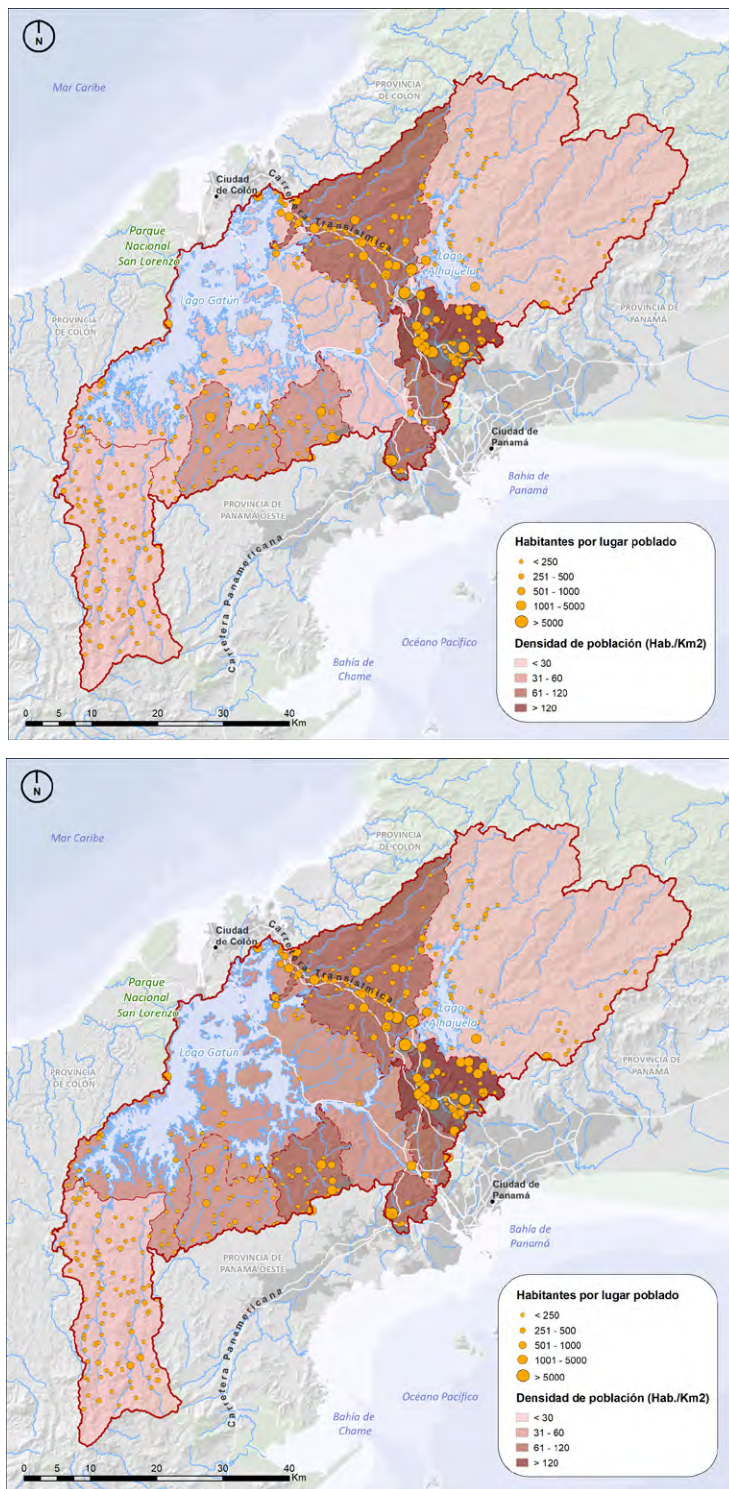 N
Mar Caribe
PROVINCIA
DE COLÓN
Ciudad
de Colón
Carretera Transístmica
Parque
Nacional
San Lorenzo
Lago
Alhajuela
Lago Gatún
PROVINCIA
DE COLÓN
PROVINCIA DE
PANAMÁ
Ciudad de
Panamá
Bahía de
Panamá
PROVINCIA DE
PANAMÁ OESTE
Carretera Panamericana
Océano Pacífico
Bahía de
Chame
Habitantes por lugar poblado
< 250
251 - 500
501 - 1000
1001 - 5000
> 5000
Densidad de población (Hab./Km2)
< 30
31 - 60
61 - 120
> 120
0 5 10 20 30 40
Km
N
Mar Caribe
PROVINCIA
DE COLÓN
Ciudad
de Colón
Carretera Transístmica
Parque
Nacional
San Lorenzo
Lago
Alhajuela
Lago Gatún
PROVINCIA
DE COLÓN
PROVINCIA DE
PANAMÁ
Ciudad de
Panamá
Bahía de
Panamá
PROVINCIA DE
PANAMÁ OESTE
Carretera Panamericana
Océano Pacífico
Bahía de
Chame
Habitantes por lugar poblado
< 250
251 - 500
501 - 1000
1001 - 5000
> 5000
Densidad de población (Hab./Km2)
< 30
31 - 60
61 - 120
> 120
0 5 10 20 30 40
Km